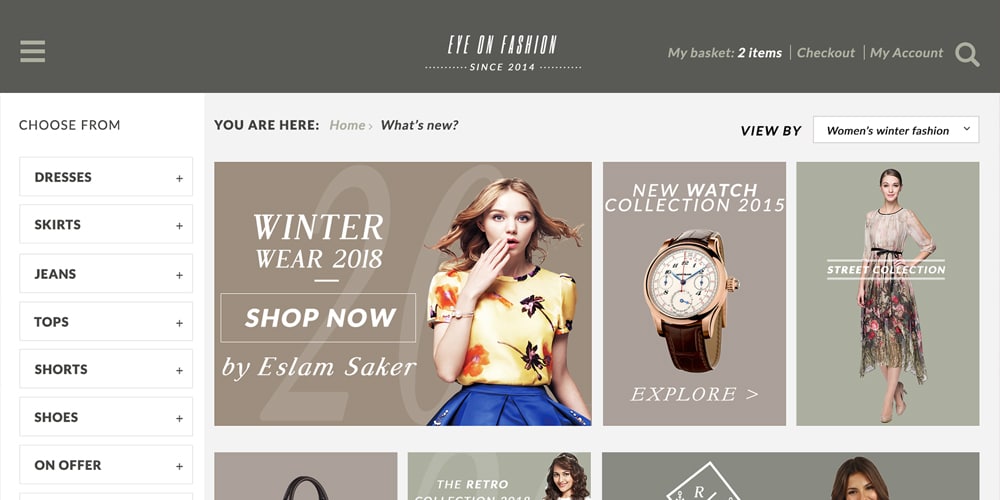 EYE ON FASHION
SINCE 2014
My basket: 2 items
Checkout
My Account
CHOOSE FROM
DRESSES +
SKIRTS +
JEANS +
TOPS +
SHORTS +
SHOES +
ON OFFER +
YOU ARE HERE: Home > What's new?
VIEW BY
Women's winter fashion
20
WINTER
WEAR 2018
SHOP NOW
by Eslam Saker
NEW WATCH
COLLECTION 2015
EXPLORE >
STREET COLLECTION
THE RETRO
COLLECTION 2018
R